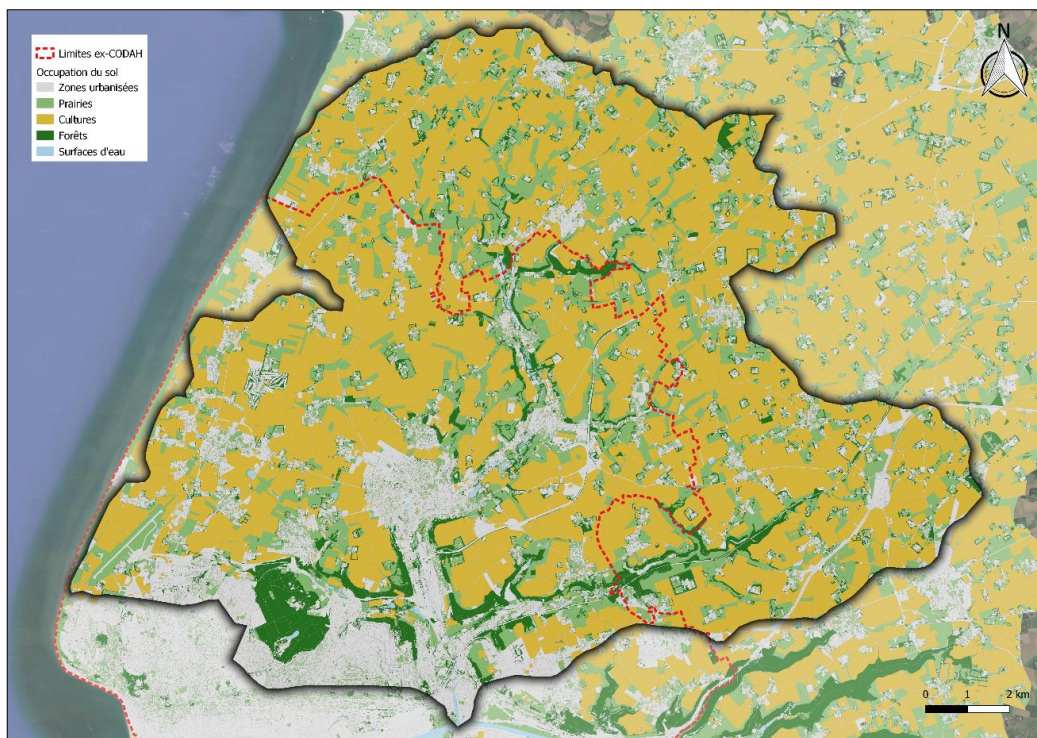 Limites ex-CODAH
Occupation du sol
Zones urbanisées
Prairies
Cultures
Forêts
Surfaces d'eau
N
0 1 2 km